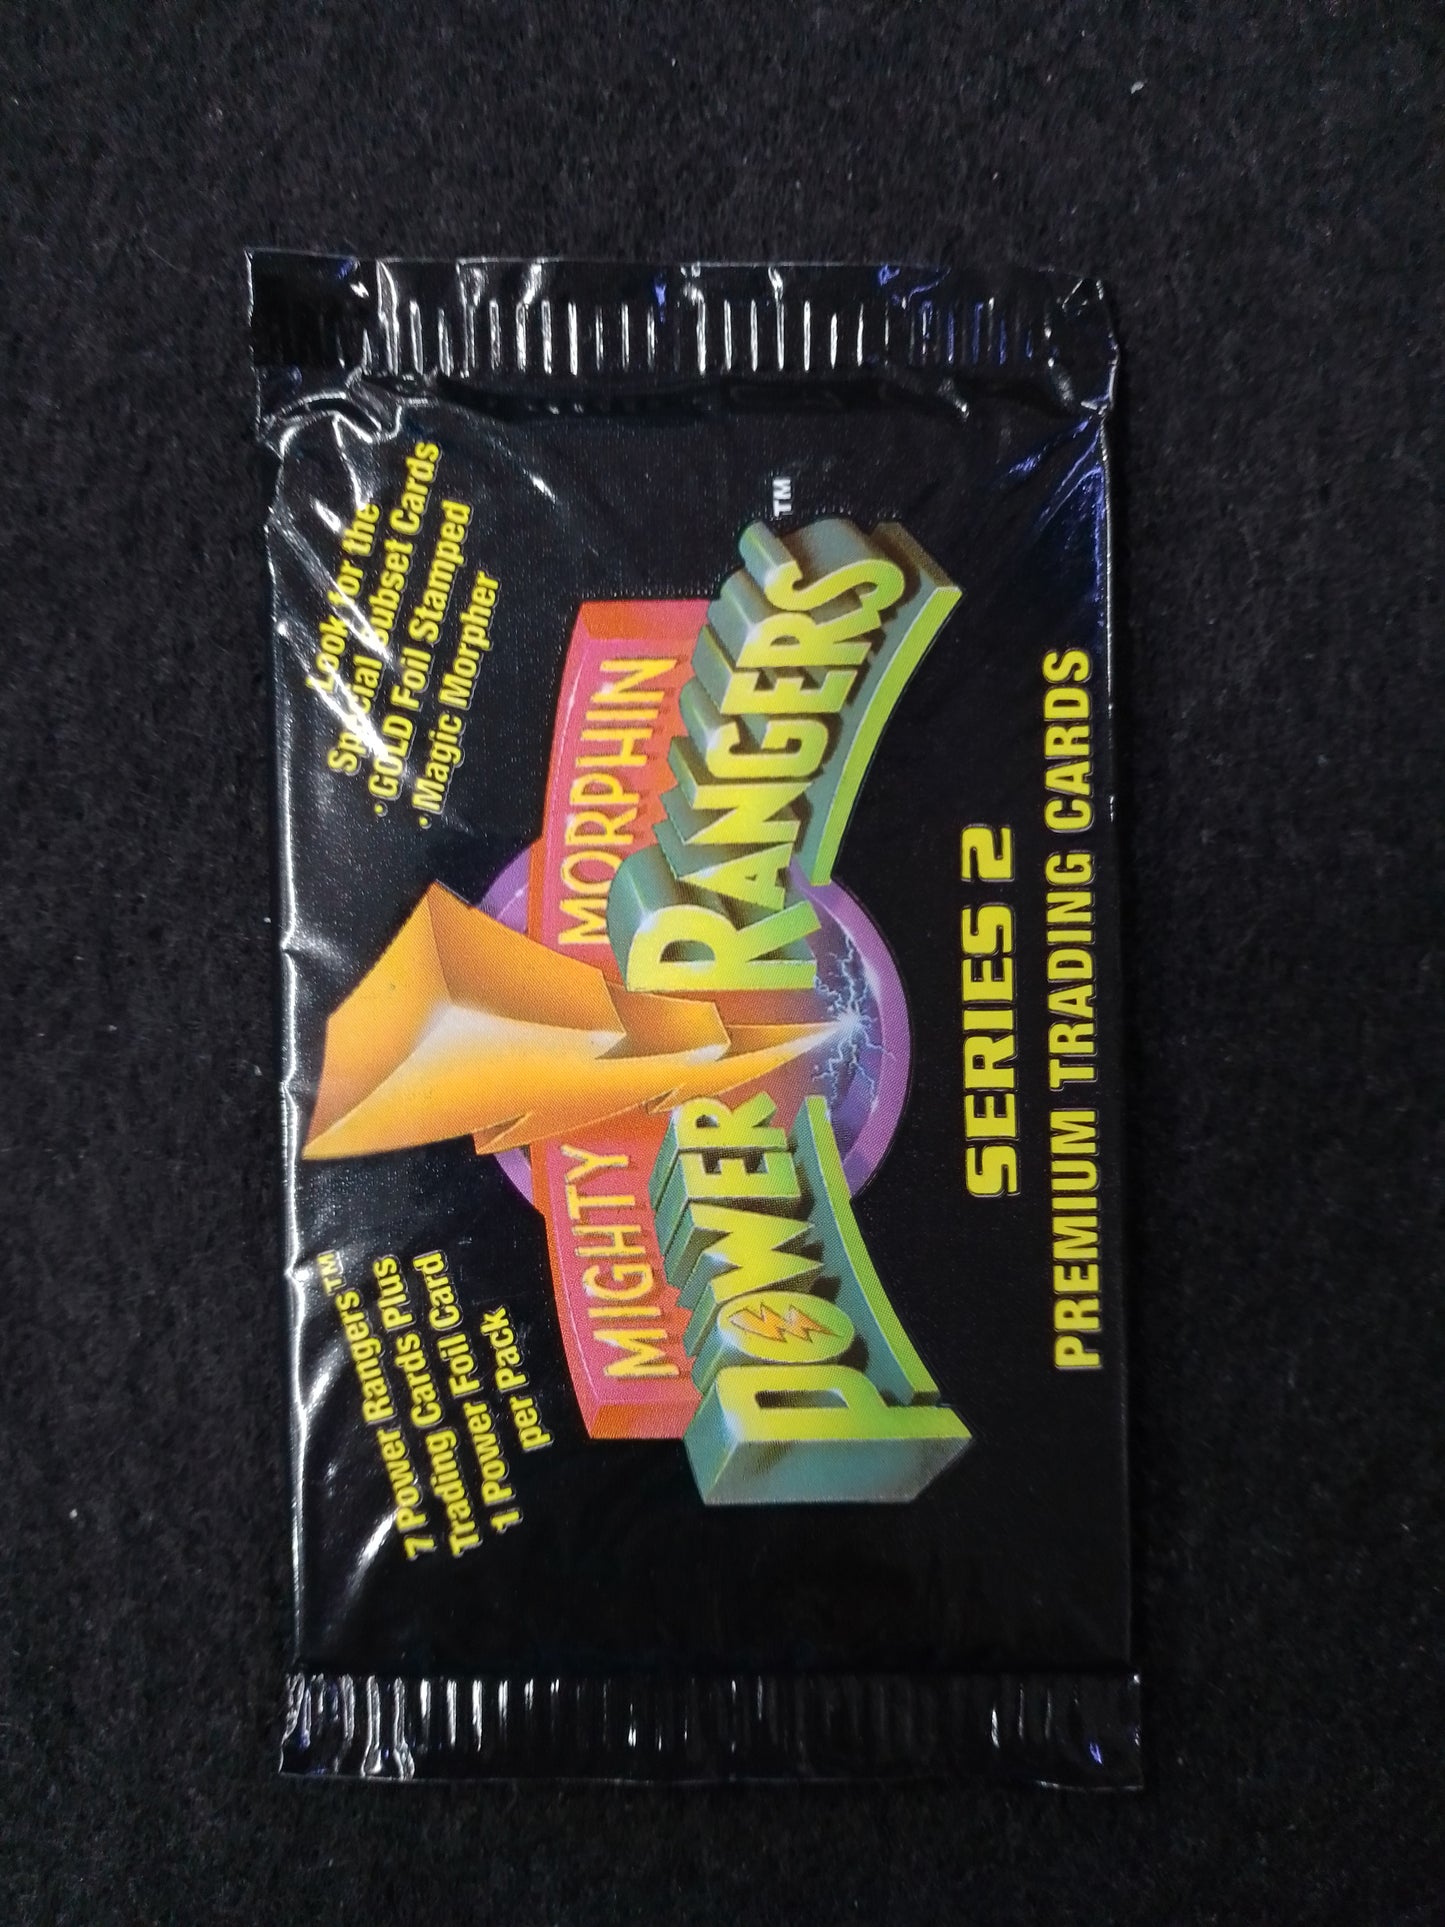 7 Power Rangers™
Trading Cards Plus
1 Power Foil Card
per Pack
Look for the
Special Subset Cards
· GOLD Foil Stamped
· Magic Morpher
MIGHTY MORPHIN
POWER RANGERS™
SERIES 2
PREMIUM TRADING CARDS